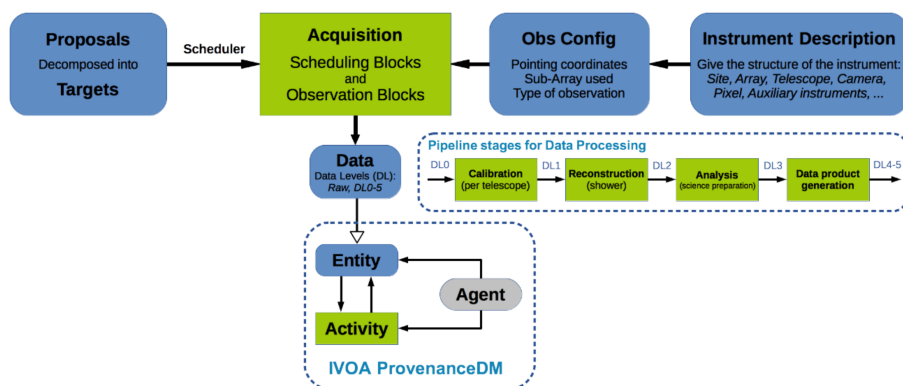 Proposals
Decomposed into
Targets
Scheduler
Acquisition
Scheduling Blocks
and
Observation Blocks
Obs Config
Pointing coordinates
Sub-Array used
Type of observation
Instrument Description
Give the structure of the instrument:
Site, Array, Telescope, Camera,
Pixel, Auxiliary instruments, ...
Data
Data Levels (DL):
Raw, DL0-5
Pipeline stages for Data Processing
DL0
Calibration
(per telescope)
DL1
Reconstruction
(shower)
DL2
Analysis
(science preparation)
DL3
Data product
generation
DL4-5
Entity
Agent
Activity
IVOA ProvenanceDM